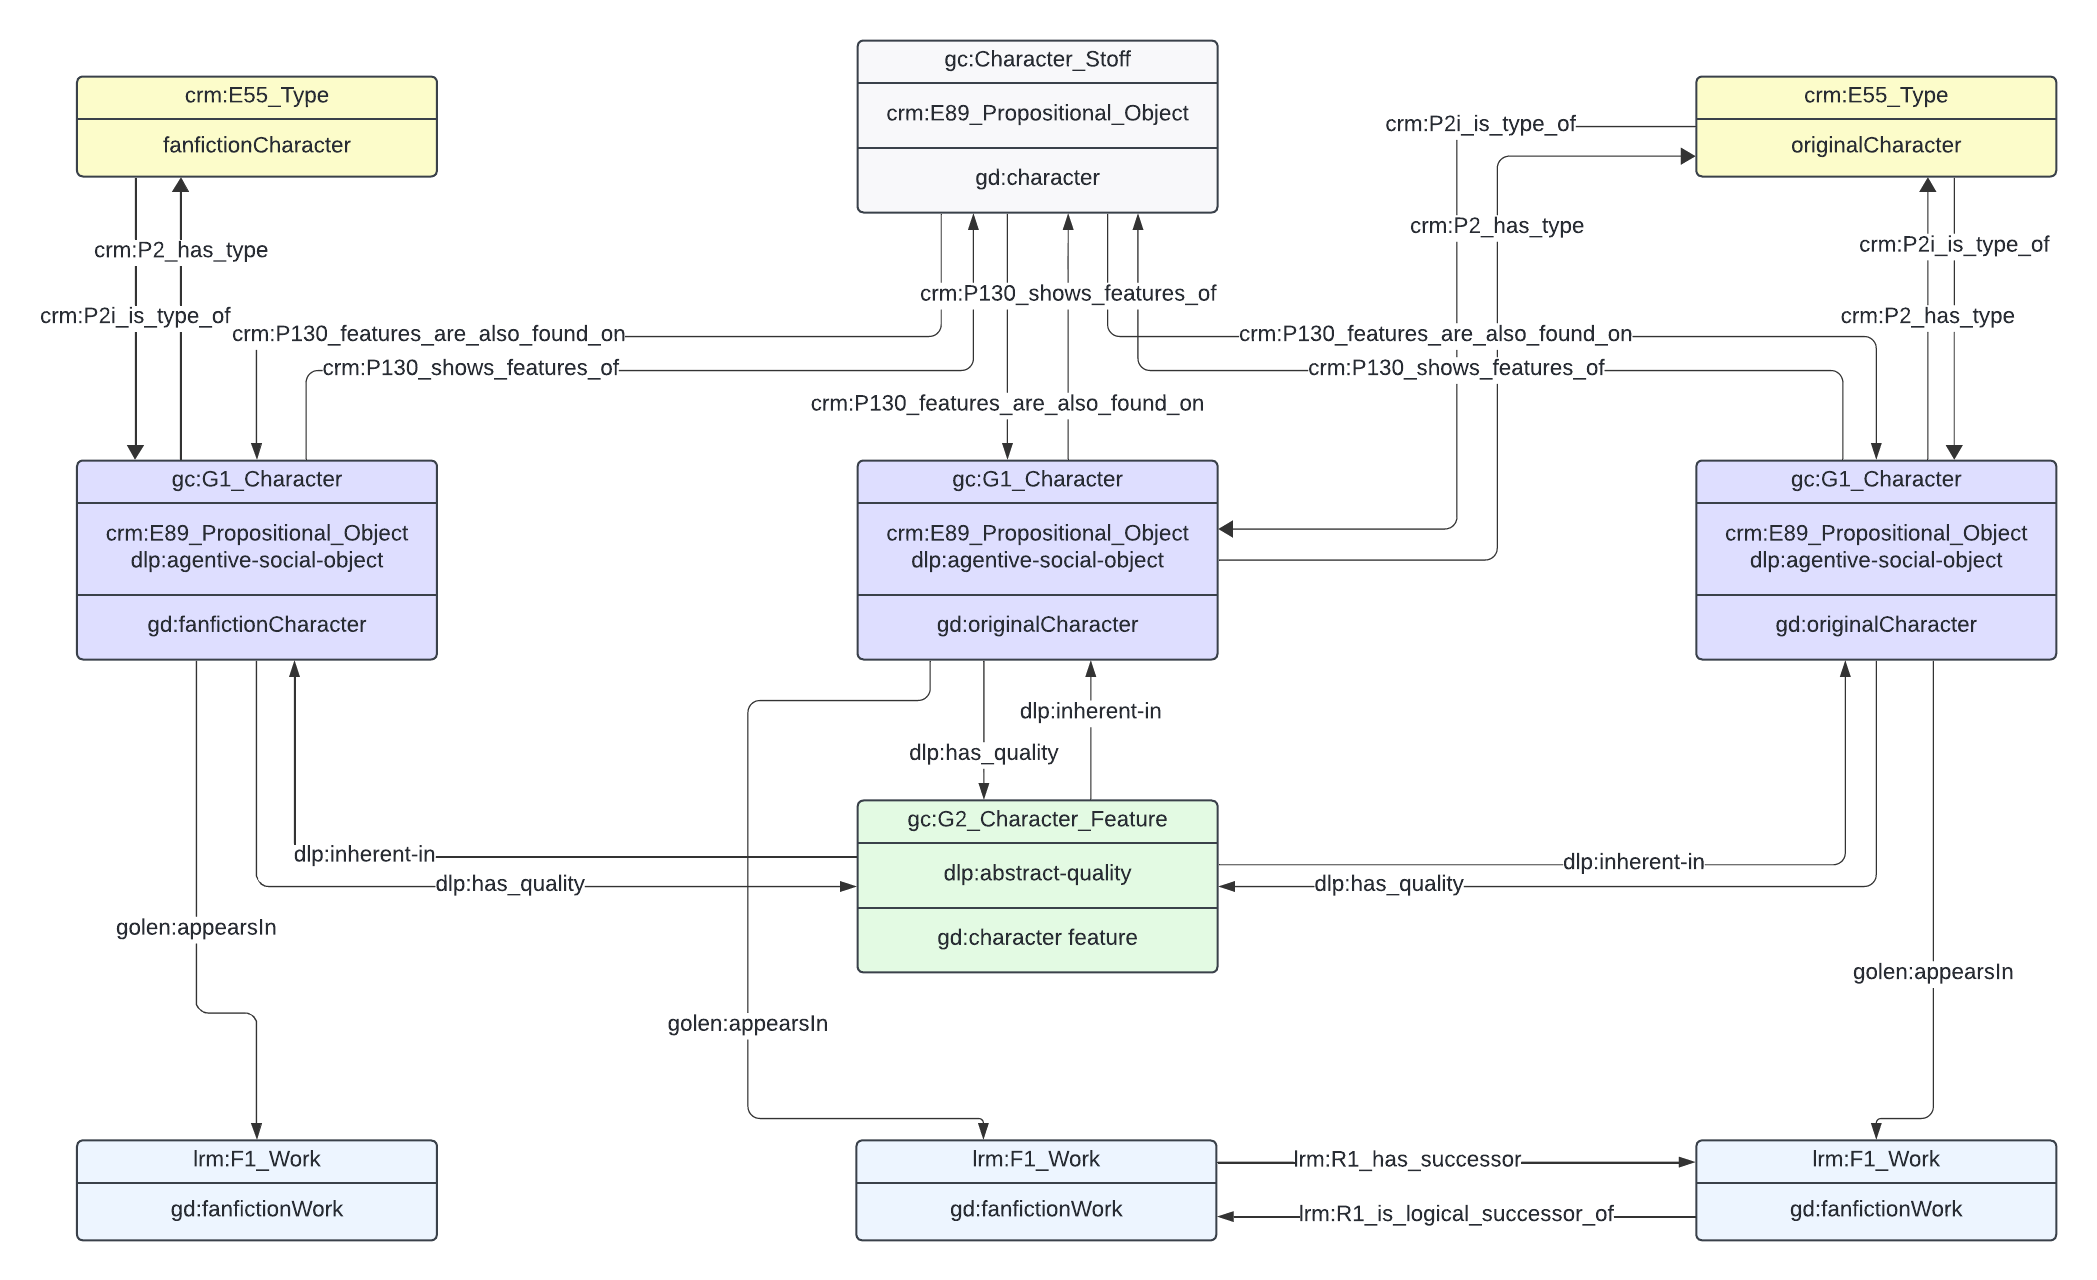 gc:Character_Stoff
crm:E89_Propositional_Object
gd:character
crm:E55_Type
fanfictionCharacter
crm:E55_Type
originalCharacter
crm:P2i_is_type_of
crm:P2_has_type
crm:P2_has_type
crm:P2i_is_type_of
crm:P130_shows_features_of
crm:P2i_is_type_of
crm:P2_has_type
crm:P130_features_are_also_found_on
crm:P130_features_are_also_found_on
crm:P130_shows_features_of
crm:P130_shows_features_of
crm:P130_features_are_also_found_on
gc:G1_Character
crm:E89_Propositional_Object
dlp:agentive-social-object
gd:fanfictionCharacter
gc:G1_Character
crm:E89_Propositional_Object
dlp:agentive-social-object
gd:originalCharacter
gc:G1_Character
crm:E89_Propositional_Object
dlp:agentive-social-object
gd:originalCharacter
dlp:inherent-in
dlp:has_quality
gc:G2_Character_Feature
dlp:abstract-quality
gd:character feature
dlp:inherent-in
dlp:has_quality
dlp:inherent-in
dlp:has_quality
golen:appearsIn
golen:appearsIn
golen:appearsIn
lrm:F1_Work
gd:fanfictionWork
lrm:F1_Work
gd:fanfictionWork
lrm:R1_has_successor
lrm:R1_is_logical_successor_of
lrm:F1_Work
gd:fanfictionWork